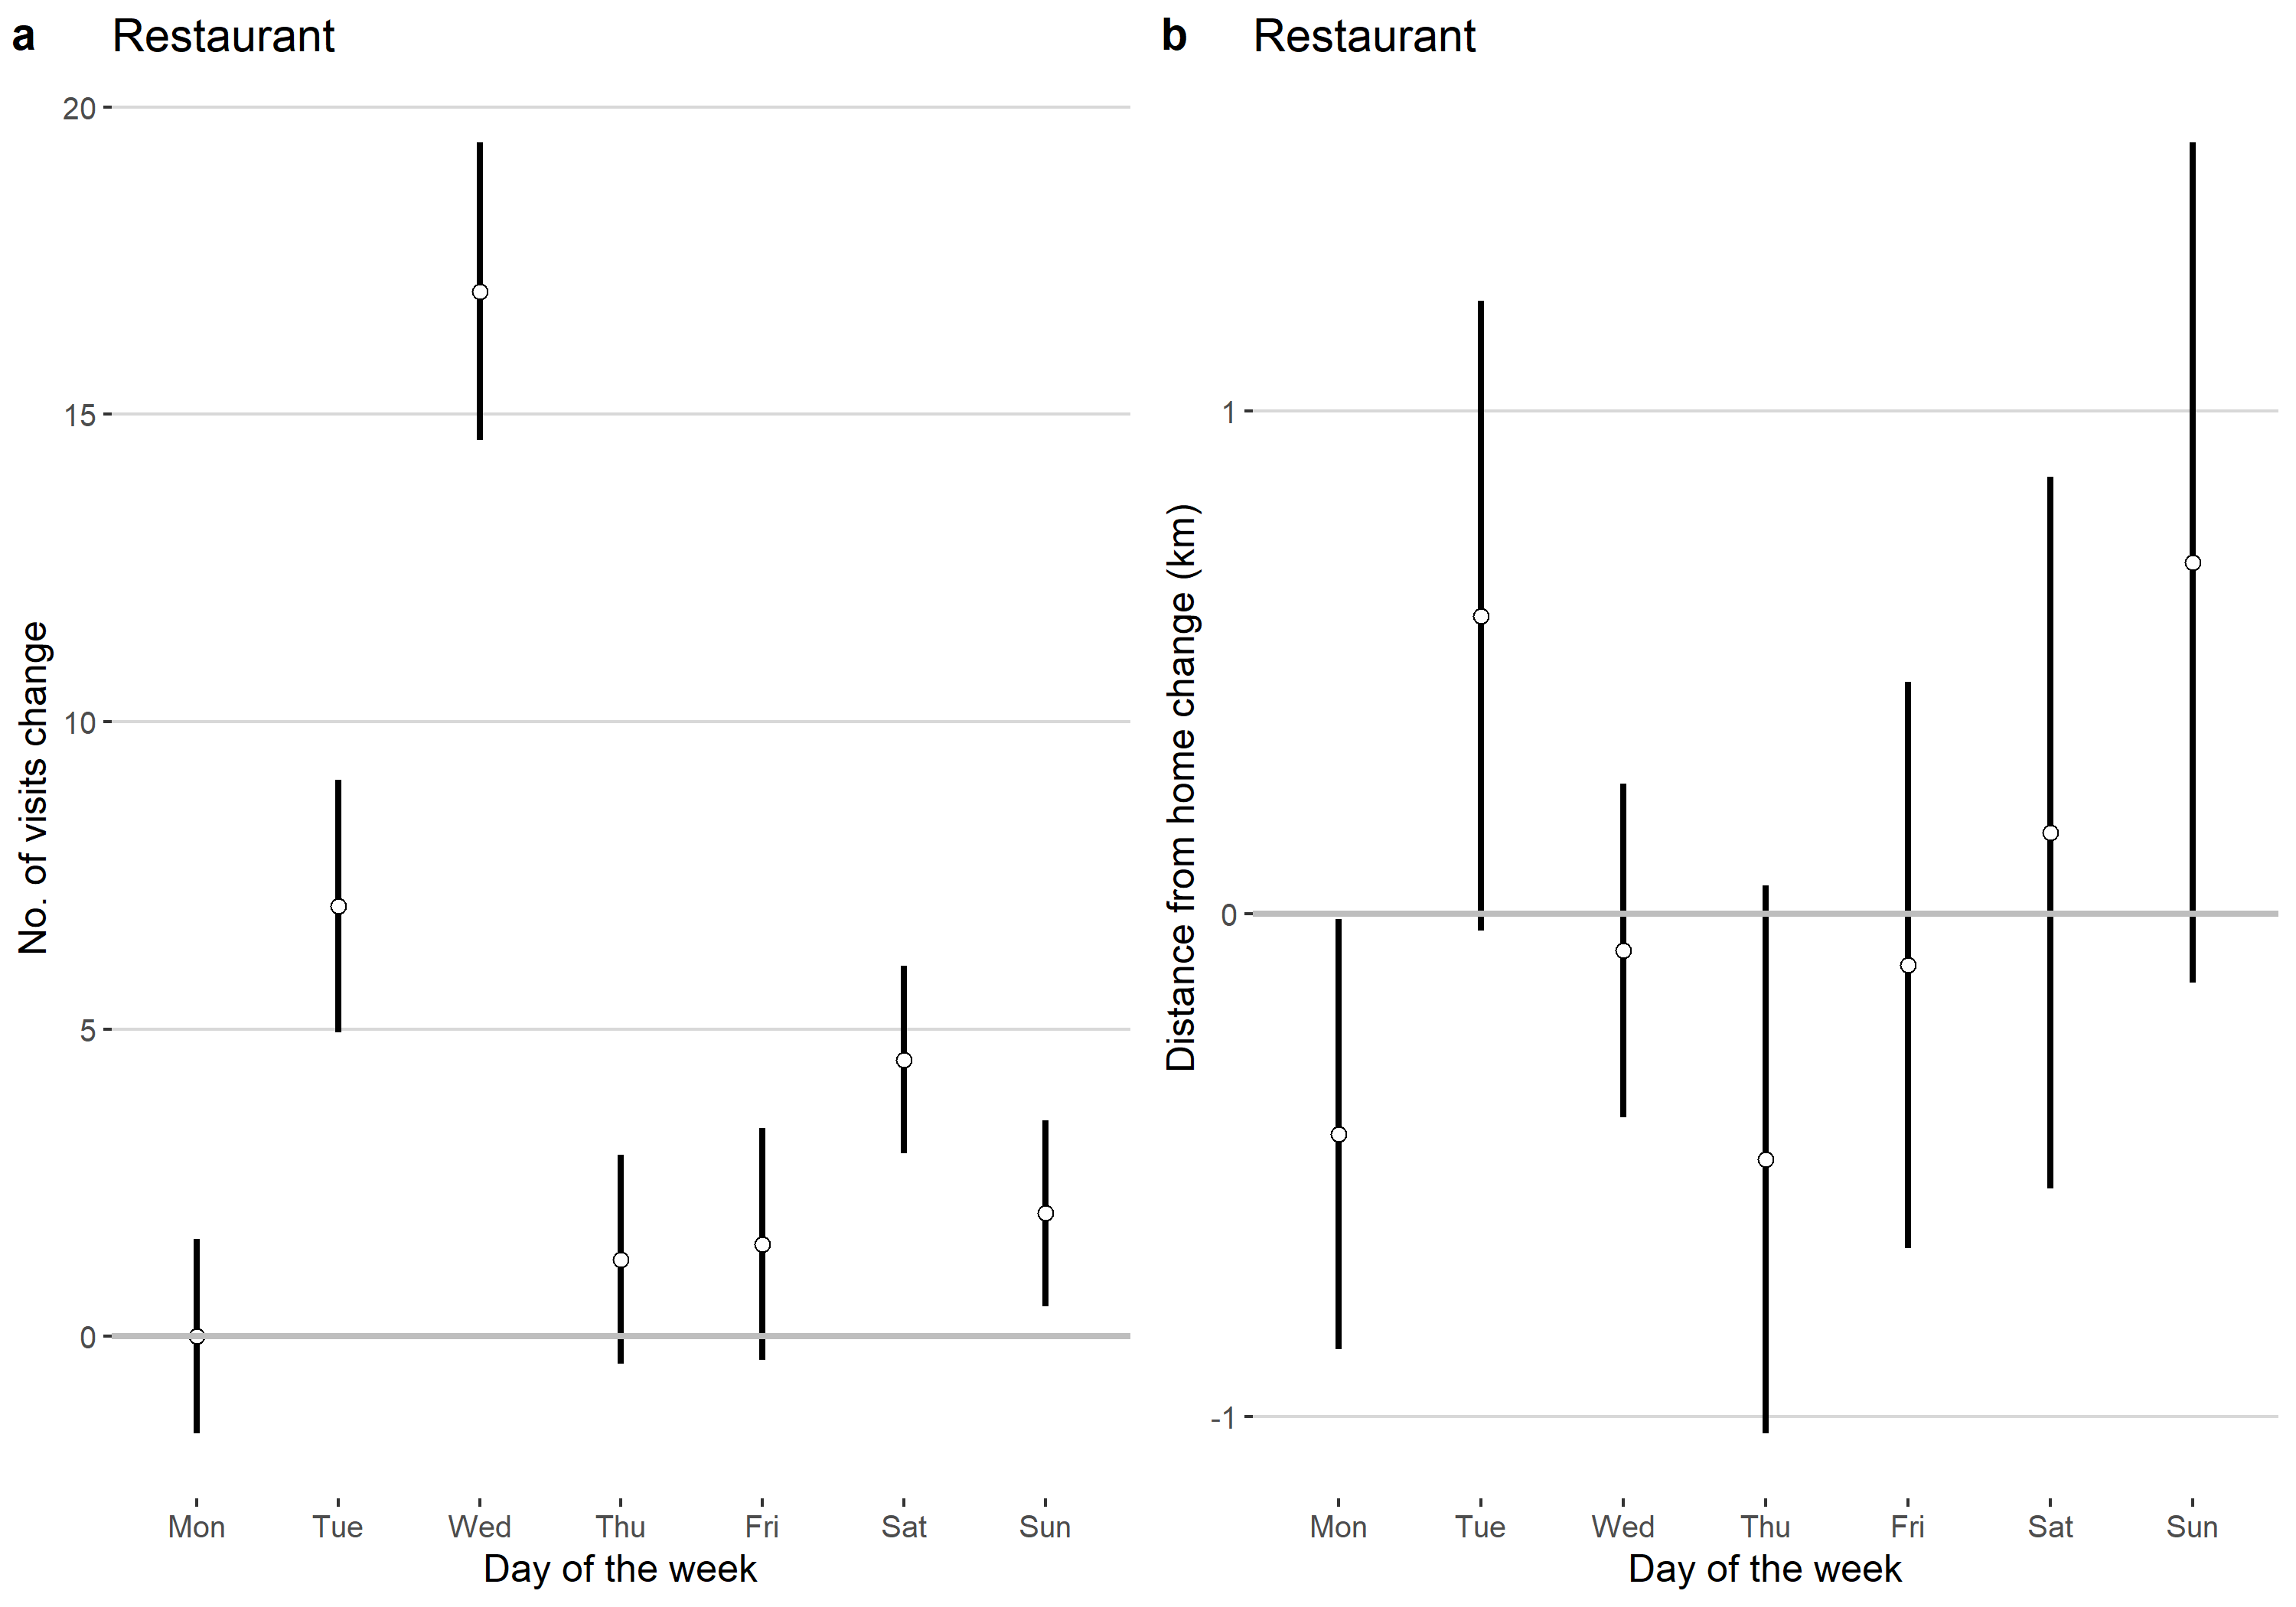 a Restaurant
No. of visits change
20
15
10
5
0
Mon Tue Wed Thu Fri Sat Sun
Day of the week
b Restaurant
Distance from home change (km)
1
0
-1
Mon Tue Wed Thu Fri Sat Sun
Day of the week